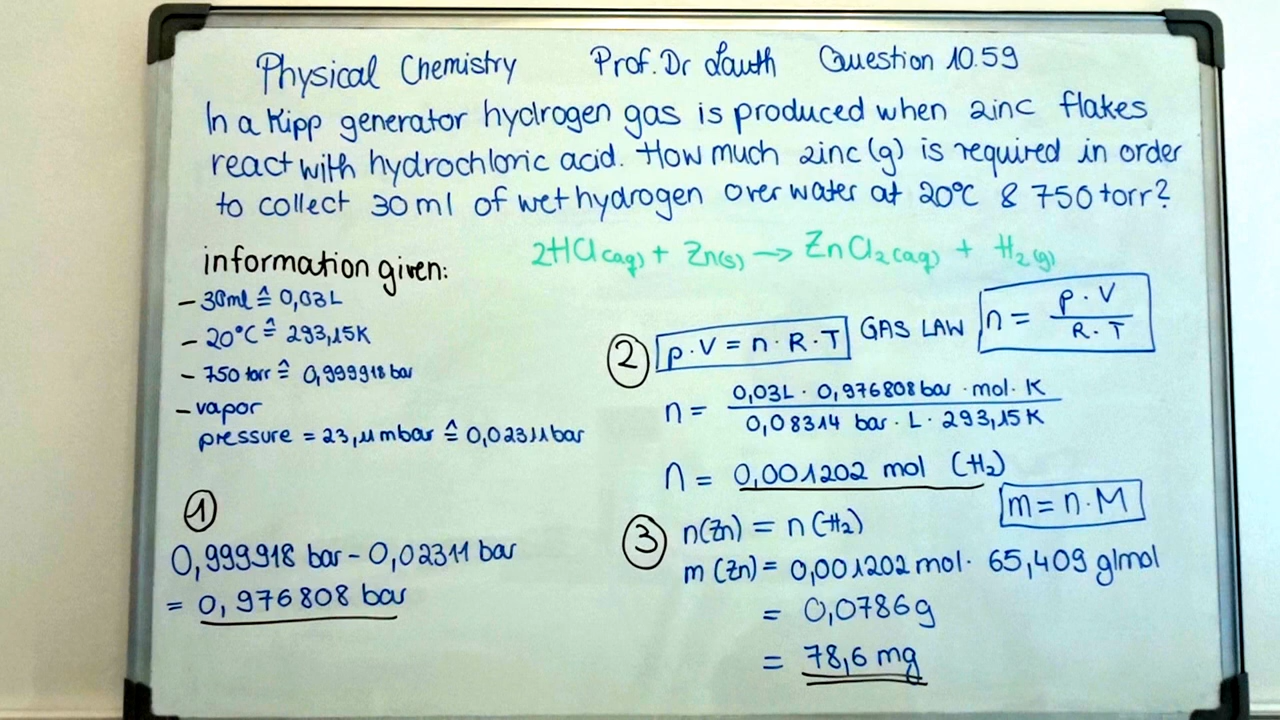 Physical Chemistry Prof. Dr Lauth Question 10.59
In a Kipp generator hydrogen gas is produced when zinc flakes
react with hydrochloric acid. How much zinc (g) is required in order
to collect 30 ml of wet hydrogen over water at 20°C & 750 torr?
2HCl(aq) + Zn(s) → ZnCl₂(aq) + H₂(g)
information given:
– 30ml ≙ 0,03L
– 20°C ≙ 293,15K
– 750 torr ≙ 0,999918 bar
– vapor
pressure = 23,11 mbar ≙ 0,02311 bar
①
0,999918 bar – 0,02311 bar
= 0,976808 bar
② p·V = n·R·T GAS LAW n = p·V / R·T
n = 0,03L · 0,976808 bar · mol · K / 0,08314 bar · L · 293,15K
n = 0,001202 mol (H₂)
③ n(Zn) = n(H₂) m = n·M
m (Zn) = 0,001202 mol · 65,409 g/mol
= 0,0786g
= 78,6 mg